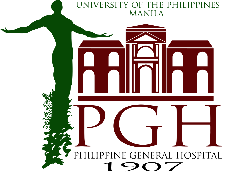 UNIVERSITY OF THE PHILIPPINES
MANILA
PGH
PHILIPPINE GENERAL HOSPITAL
1907